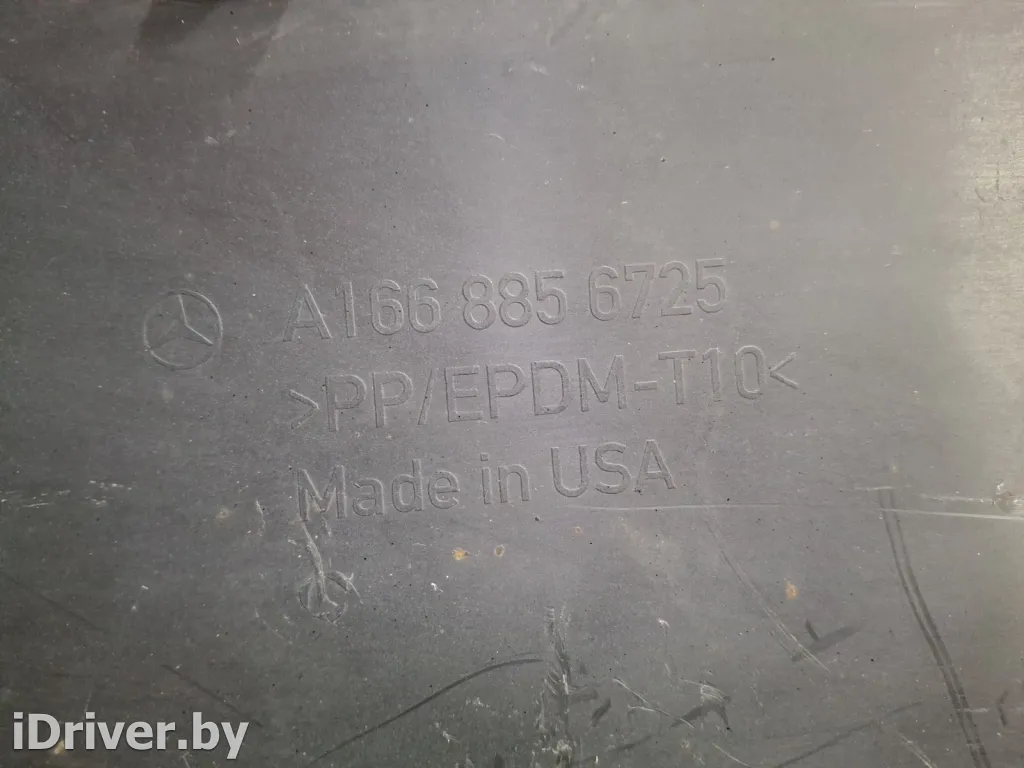 A166 885 6725
>PP/EPDM-T10<
Made in USA
iDriver.by